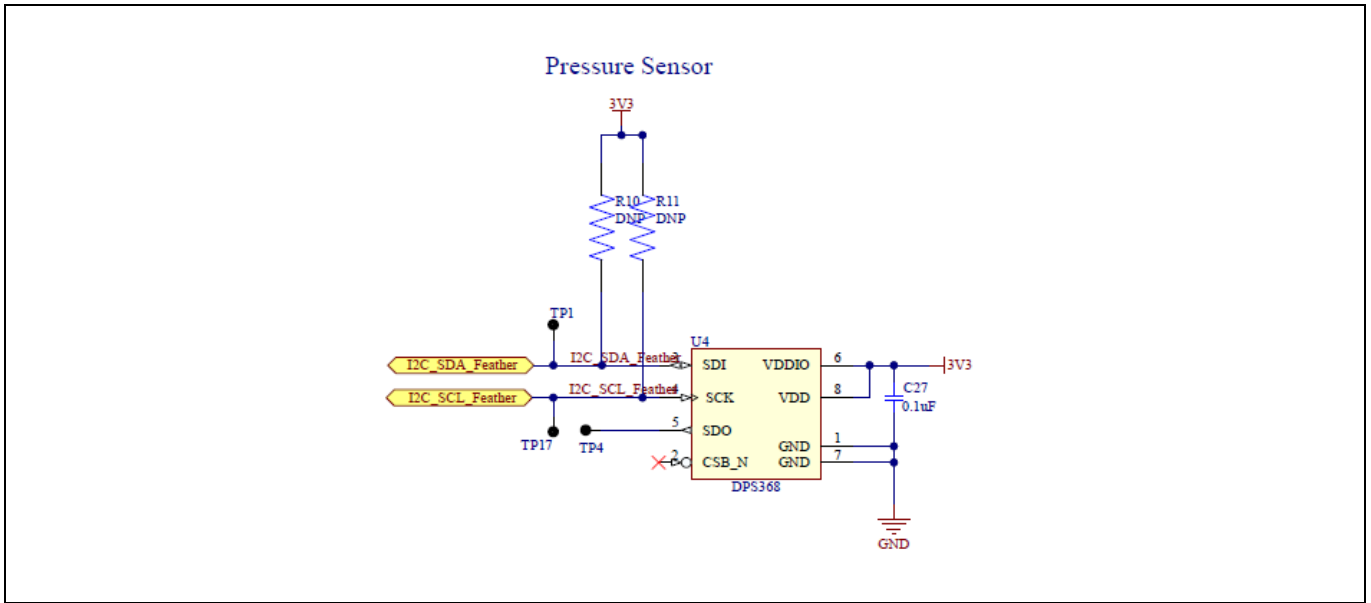 Pressure Sensor
3V3
R10 R11
DNP DNP
TP1
U4
I2C_SDA_Feather I2C_SDA_Feather 3 SDI VDDIO 6 3V3
I2C_SCL_Feather I2C_SCL_Feather 4 SCK VDD 8
C27
0.1uF
TP17 TP4 5 SDO
GND 1
2 CSB_N GND 7
DPS368
GND